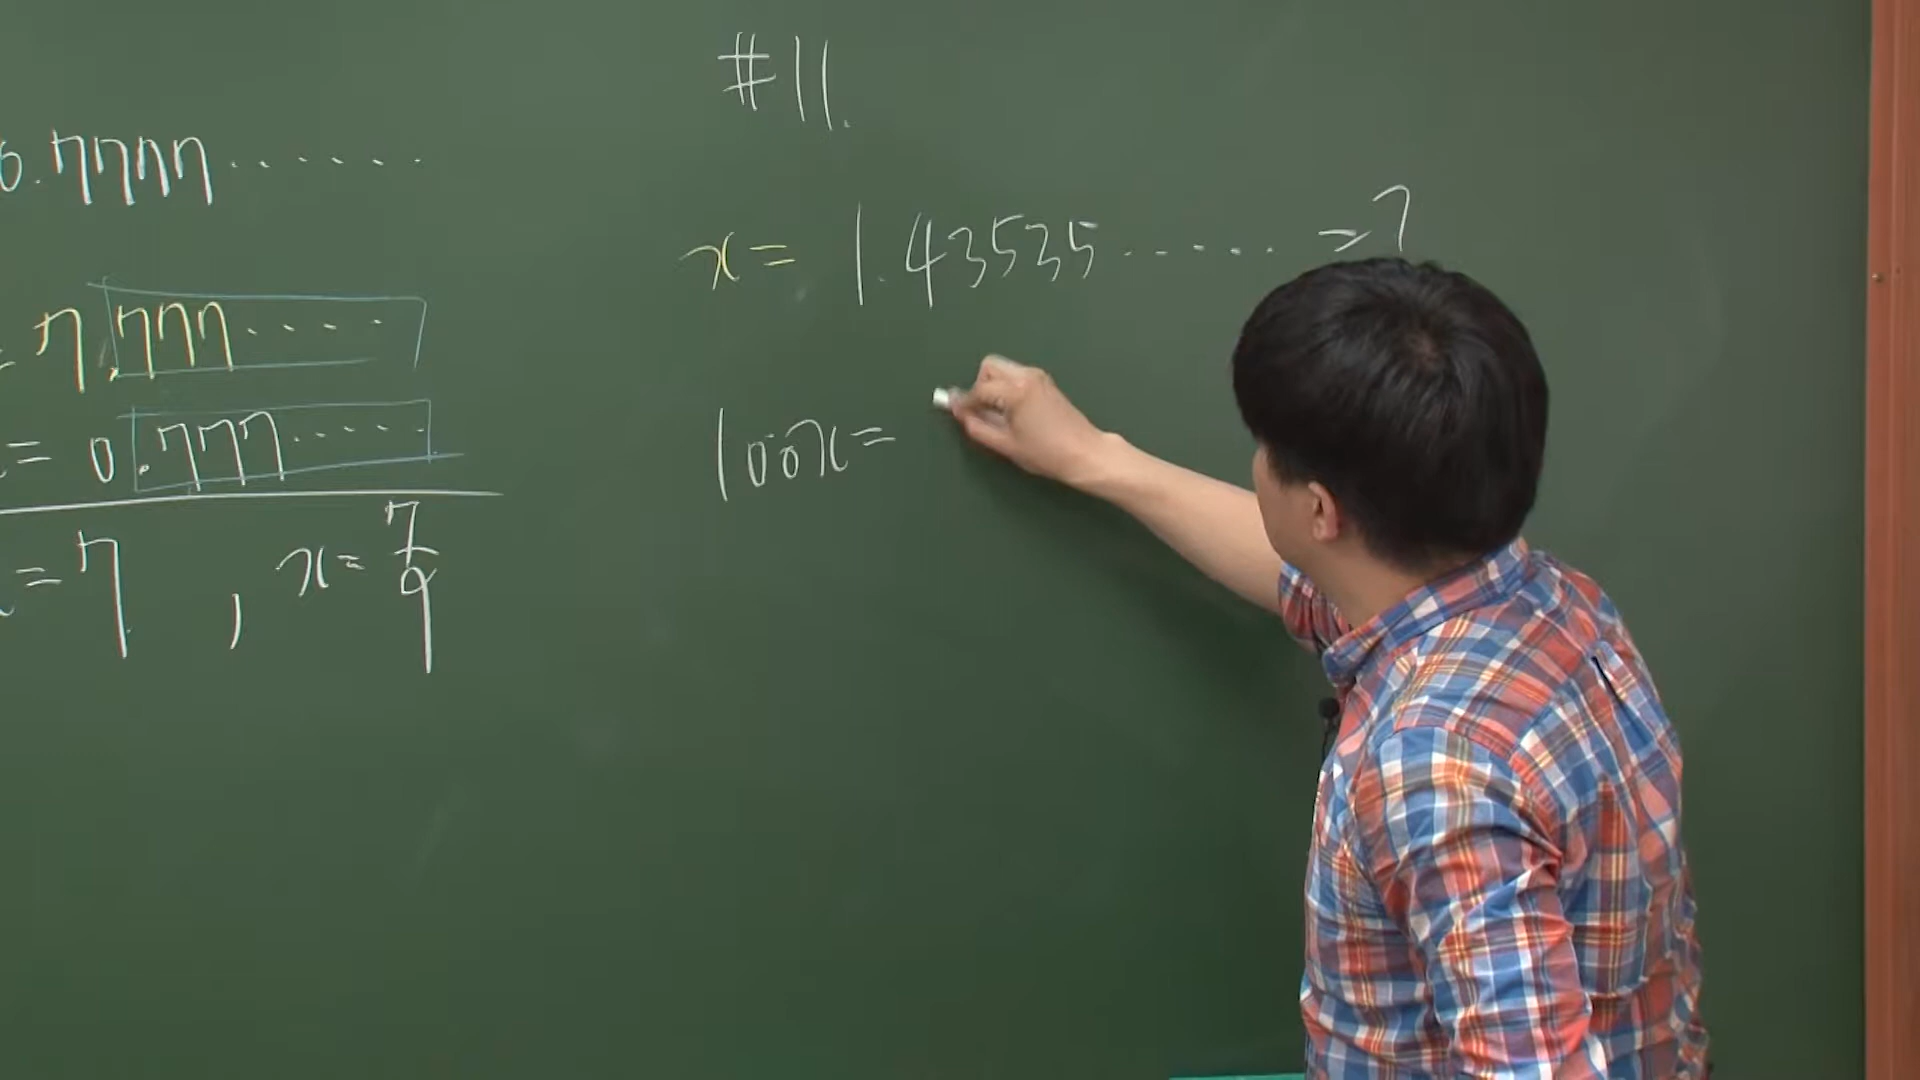 0.7777......
= 7.777.....
= 0.777.....
= 7 , x = 7/9
#11.
x = 1.43535..... = ?
100x =